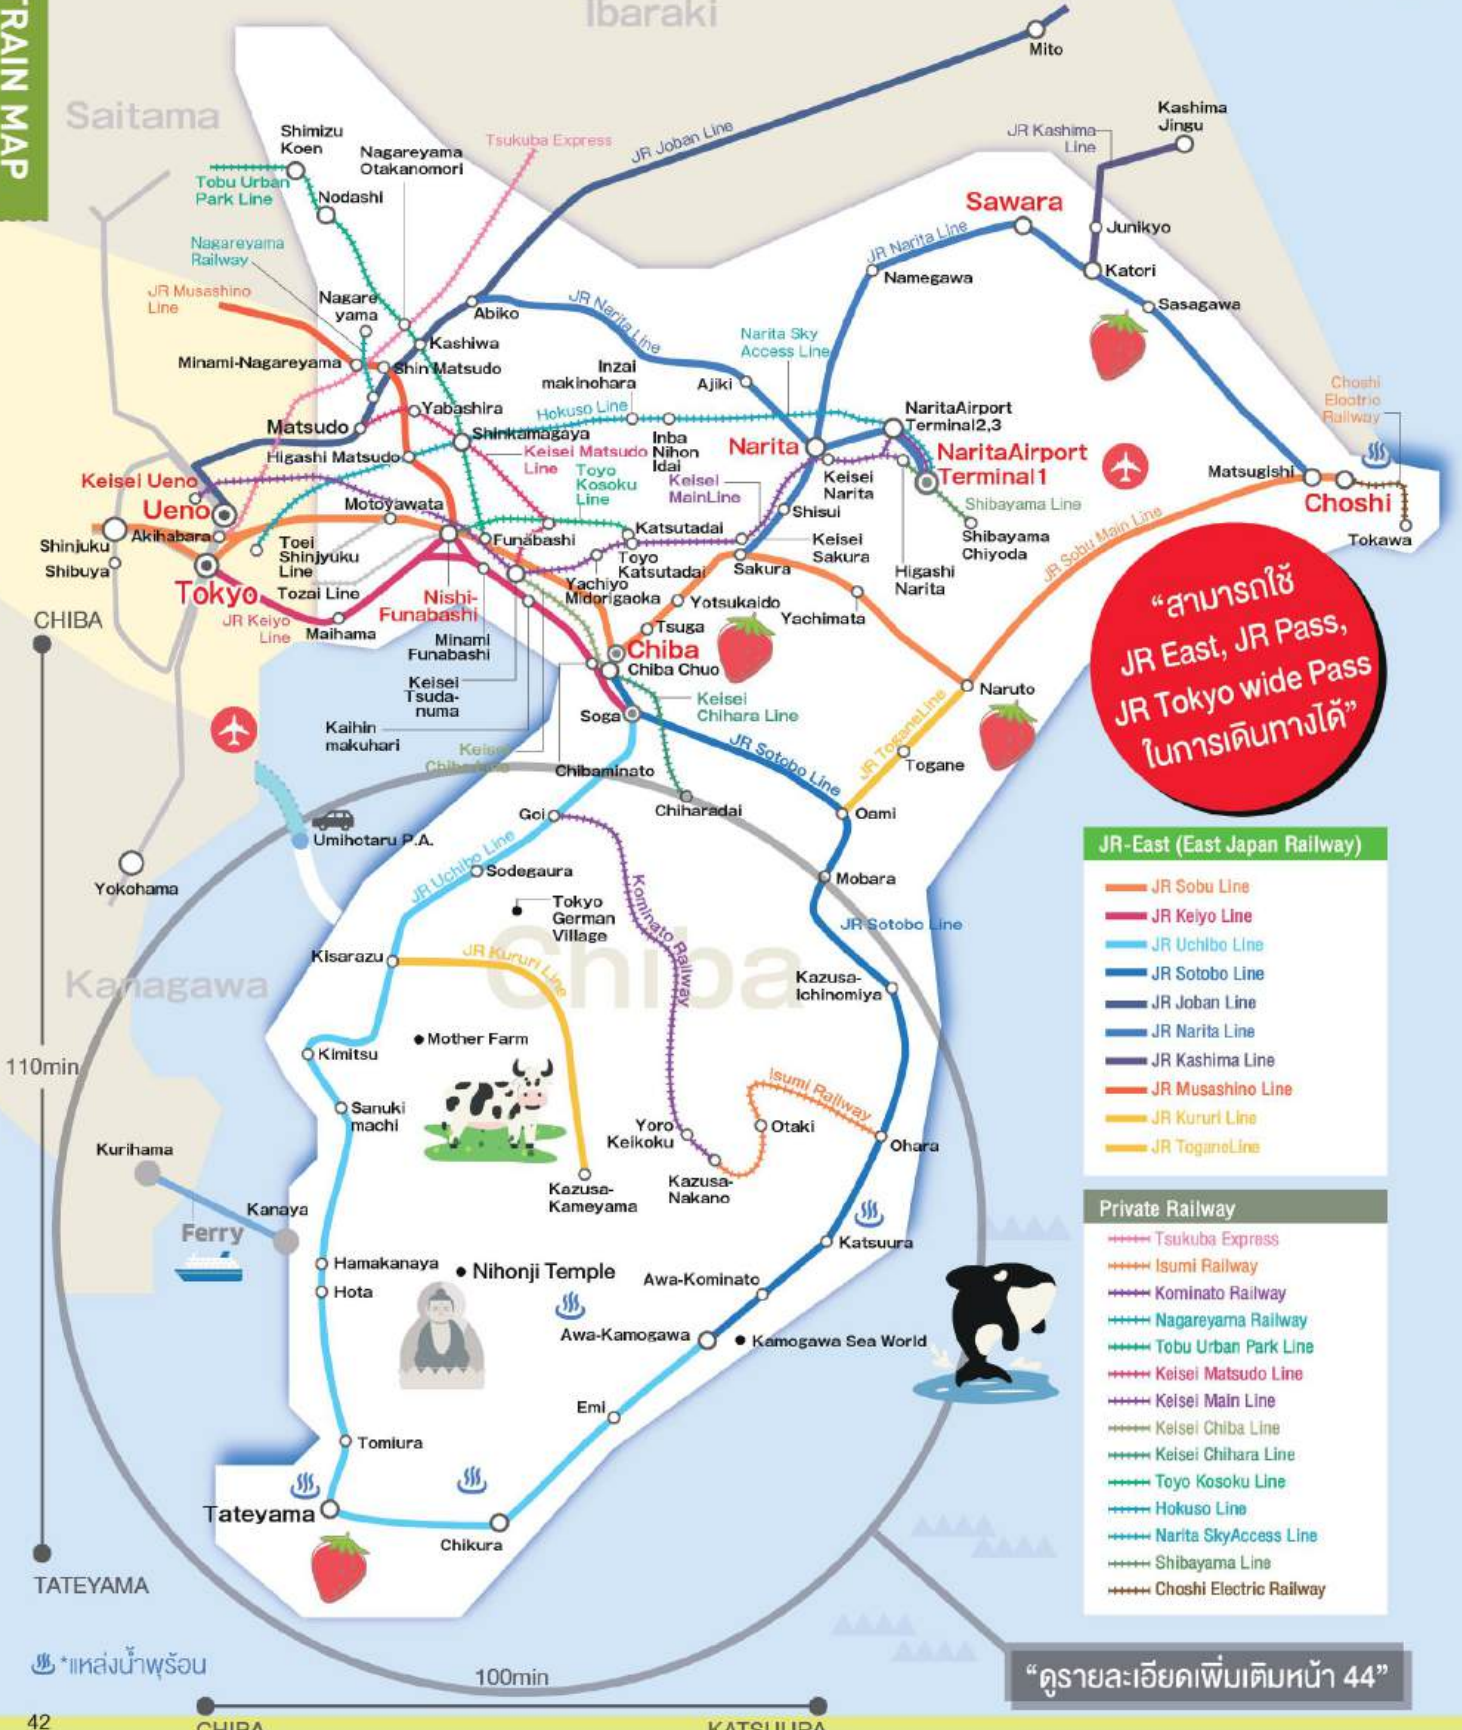 TRAIN MAP
Ibaraki
Mito
Saitama
Kashima
Jingu
JR Kashima
Line
Shimizu
Koen
Nagareyama
Otakanomori
Tsukuba Express
JR Joban Line
Tobu Urban
Park Line
Nodashi
Sawara
Junikyo
JR Narita Line
Nagareyama
Railway
Namegawa
Katori
JR Musashino
Line
Nagare
yama
Abiko
JR Narita Line
Sasagawa
Kashiwa
Narita Sky
Access Line
Minami-Nagareyama
Shin Matsudo
Inzai
makinohara
Ajiki
Choshi
Electric
Railway
Yabashira
Hokuso Line
NaritaAirport
Terminal2,3
Matsudo
Shinkamagaya
Inba
Nihon
Idai
Narita
NaritaAirport
Terminal1
Higashi Matsudo
Keisei Matsudo
Line
Keisei Ueno
Toyo
Kosoku
Line
Keisei
MainLine
Keisei
Narita
Matsugishi
Choshi
Ueno
Motoyawata
Shibayama Line
Shisui
Akihabara
Shinjuku
Funabashi
Katsutadai
Keisei
Sakura
Shibayama
Chiyoda
JR Sobu Main Line
Tokawa
Toei
Shinjyuku
Line
Toyo
Katsutadai
Sakura
Shibuya
Higashi
Narita
Tokyo
Tozai Line
Yachiyo
Midorigaoka
Yotsukaido
Yachimata
Nishi-
Funabashi
JR Keiyo
Line
Maihama
Tsuga
CHIBA
Minami
Funabashi
Chiba
Chiba Chuo
Keisei
Tsuda-
numa
Naruto
Keisei
Chihara Line
Soga
Kaihin
makuhari
JR Sotobo Line
JR ToganeLine
Keisei
Chiba Line
Togane
Chibaminato
Chiharadai
“สามารถใช้
JR East, JR Pass,
JR Tokyo wide Pass
ในการเดินทางได้”
Goi
Oami
Umihotaru P.A.
JR Uchibo Line
Yokohama
Sodegaura
Mobara
Kominato Railway
Tokyo
German
Village
JR Sotobo Line
Chiba
Kisarazu
JR Kururi Line
Kanagawa
Kazusa-
Ichinomiya
Mother Farm
Kimitsu
110min
Isumi Railway
Sanuki
machi
Yoro
Keikoku
Otaki
Ohara
Kurihama
Kazusa-
Kameyama
Kazusa-
Nakano
Kanaya
Ferry
Katsuura
Hamakanaya
Nihonji Temple
Awa-Kominato
Hota
Awa-Kamogawa
Kamogawa Sea World
Emi
Tomiura
Tateyama
Chikura
TATEYAMA
JR-East (East Japan Railway)
JR Sobu Line
JR Keiyo Line
JR Uchibo Line
JR Sotobo Line
JR Joban Line
JR Narita Line
JR Kashima Line
JR Musashino Line
JR Kururi Line
JR ToganeLine
Private Railway
Tsukuba Express
Isumi Railway
Kominato Railway
Nagareyama Railway
Tobu Urban Park Line
Keisei Matsudo Line
Keisei Main Line
Keisei Chiba Line
Keisei Chihara Line
Toyo Kosoku Line
Hokuso Line
Narita SkyAccess Line
Shibayama Line
Choshi Electric Railway
*แหล่งน้ำพุร้อน
100min
“ดูรายละเอียดเพิ่มเติมหน้า 44”
42
CHIBA
KATSUURA